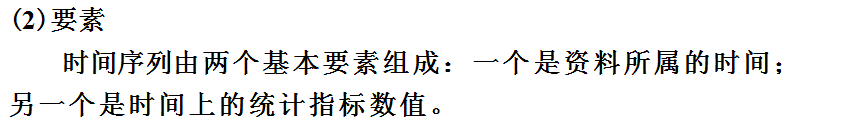 (2)要素
时间序列由两个基本要素组成：一个是资料所属的时间；
另一个是时间上的统计指标数值。